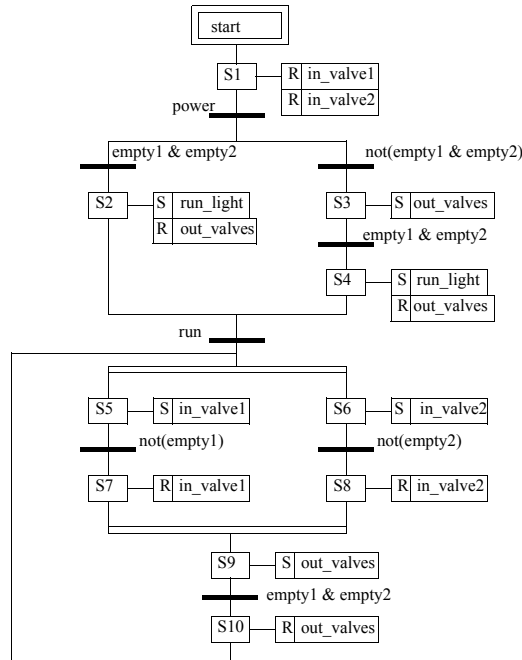 start
S1 R in_valve1
R in_valve2
power
empty1 & empty2 not(empty1 & empty2)
S2 S run_light S3 S out_valves
R out_valves
empty1 & empty2
S4 S run_light
R out_valves
run
S5 S in_valve1 S6 S in_valve2
not(empty1) not(empty2)
S7 R in_valve1 S8 R in_valve2
S9 S out_valves
empty1 & empty2
S10 R out_valves